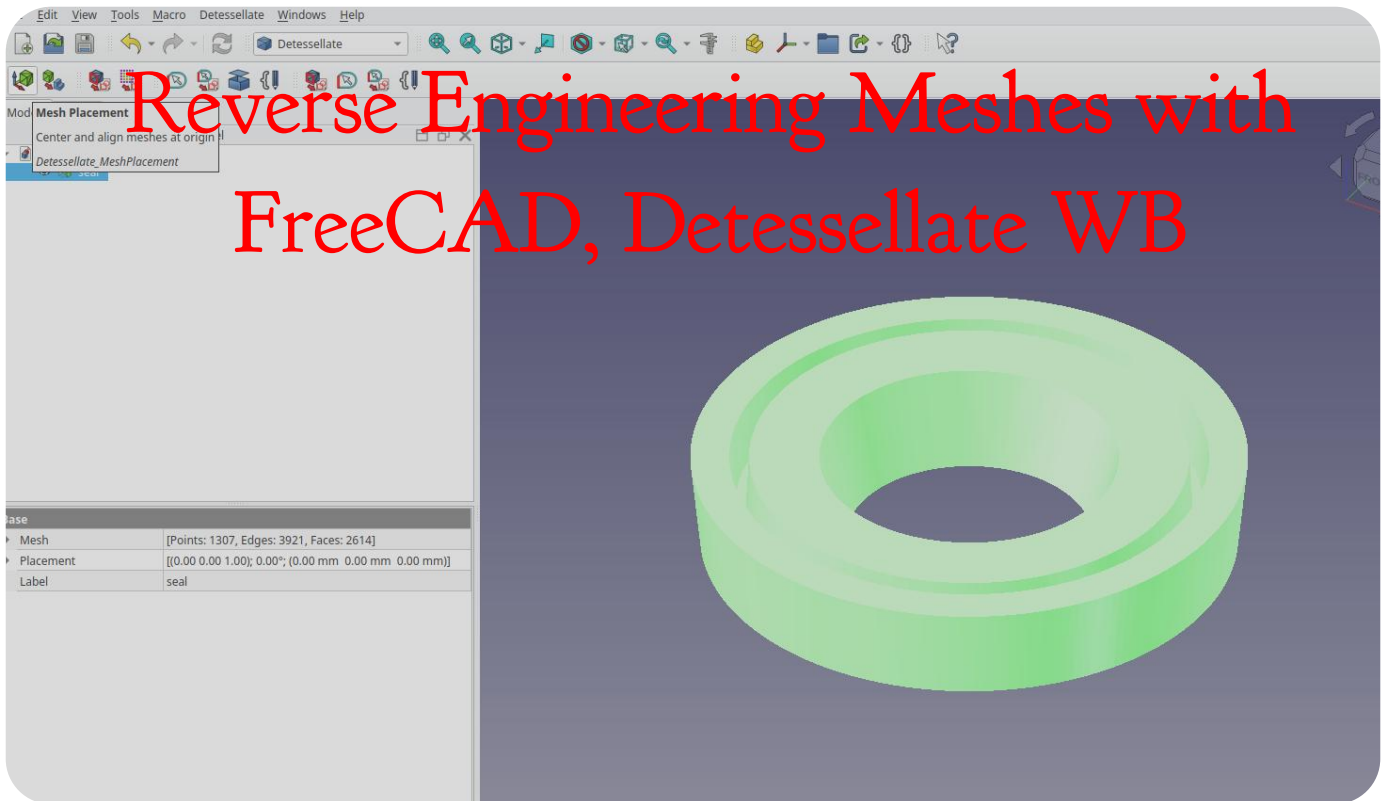 Edit View Tools Macro Detessellate Windows Help
Detessellate
Reverse Engineering Meshes with
FreeCAD, Detessellate WB
Mesh Placement
Center and align meshes at origin
Detessellate_MeshPlacement
seal
Mesh [Points: 1307, Edges: 3921, Faces: 2614]
Placement [(0.00 0.00 1.00); 0.00°; (0.00 mm 0.00 mm 0.00 mm)]
Label seal